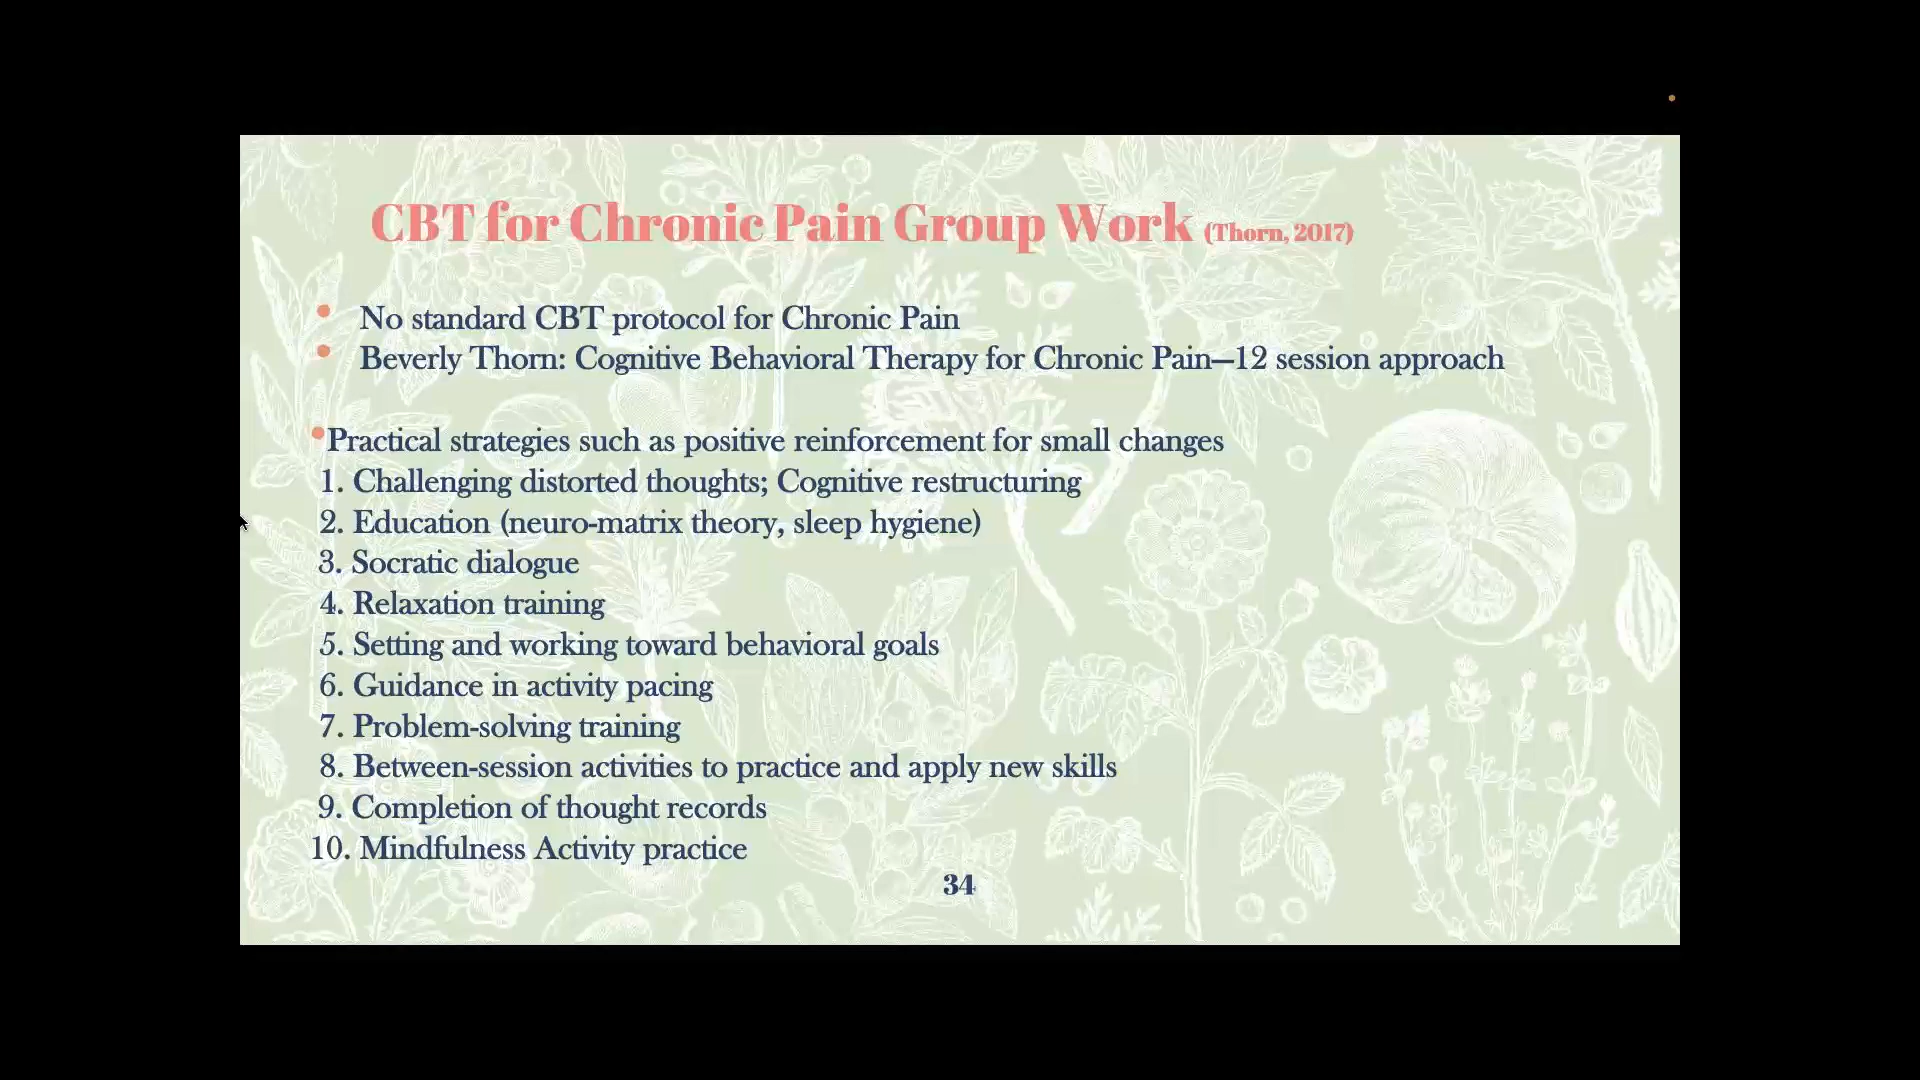 CBT for Chronic Pain Group Work (Thorn, 2017)
• No standard CBT protocol for Chronic Pain
• Beverly Thorn: Cognitive Behavioral Therapy for Chronic Pain—12 session approach
•Practical strategies such as positive reinforcement for small changes
1. Challenging distorted thoughts; Cognitive restructuring
2. Education (neuro-matrix theory, sleep hygiene)
3. Socratic dialogue
4. Relaxation training
5. Setting and working toward behavioral goals
6. Guidance in activity pacing
7. Problem-solving training
8. Between-session activities to practice and apply new skills
9. Completion of thought records
10. Mindfulness Activity practice
34